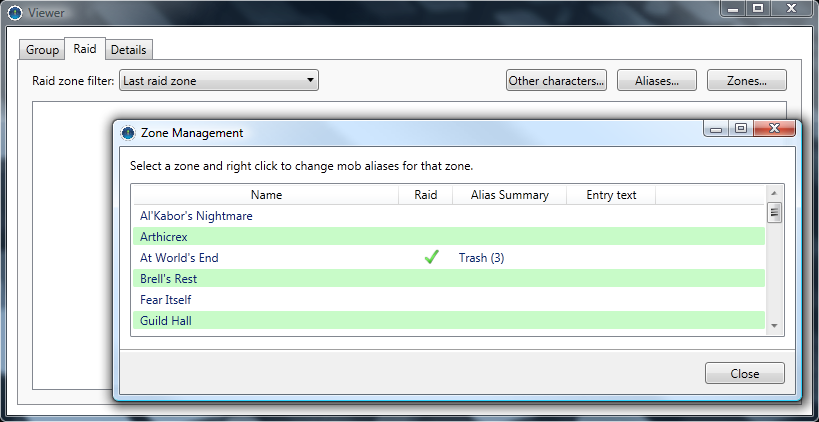 Viewer
Group Raid Details
Raid zone filter: Last raid zone Other characters... Aliases... Zones...
Zone Management
Select a zone and right click to change mob aliases for that zone.
Name Raid Alias Summary Entry text
Al'Kabor's Nightmare
Arthicrex
At World's End Trash (3)
Brell's Rest
Fear Itself
Guild Hall
Close